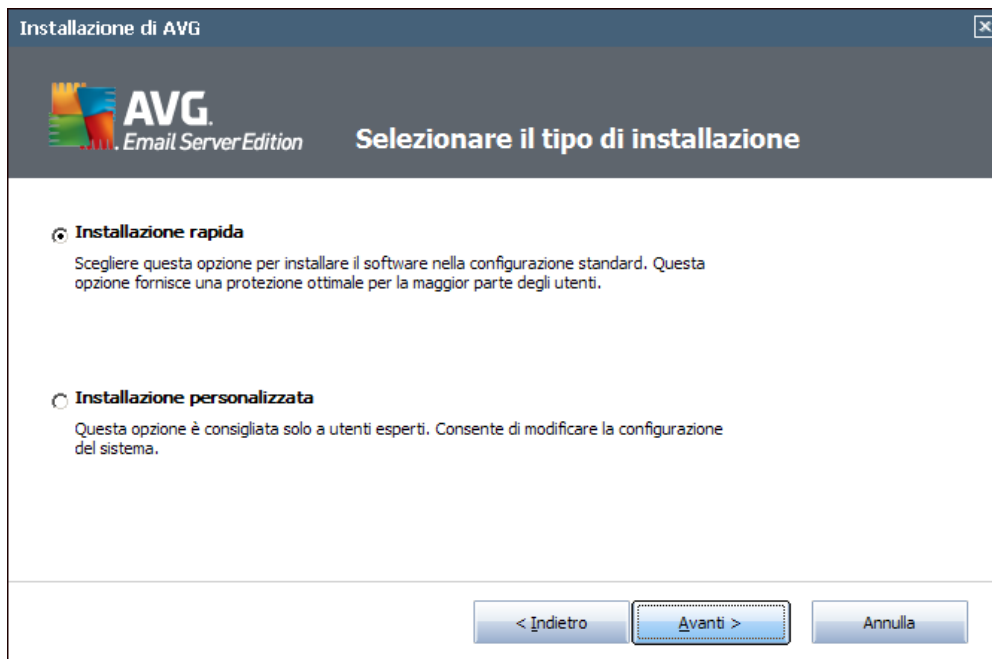 Installazione di AVG
AVG.
Email Server Edition
Selezionare il tipo di installazione
Installazione rapida
Scegliere questa opzione per installare il software nella configurazione standard. Questa
opzione fornisce una protezione ottimale per la maggior parte degli utenti.
Installazione personalizzata
Questa opzione è consigliata solo a utenti esperti. Consente di modificare la configurazione
del sistema.
< Indietro
Avanti >
Annulla